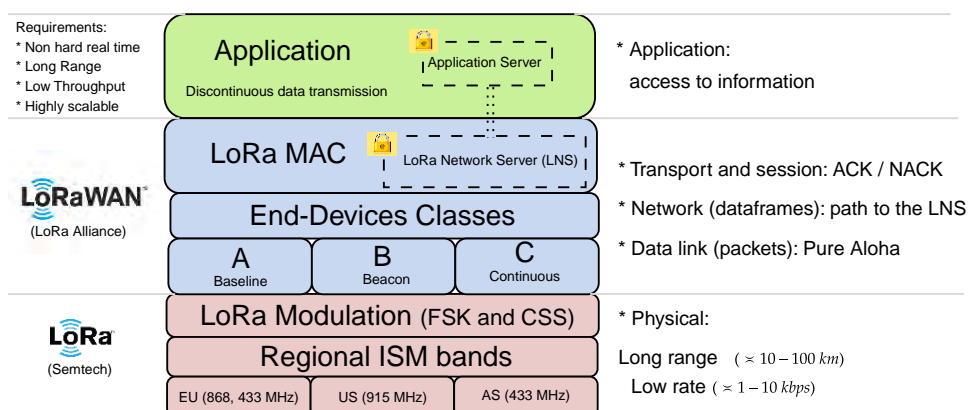 Requirements:
* Non hard real time
* Long Range
* Low Throughput
* Highly scalable
Application
Discontinuous data transmission
Application Server
* Application:
access to information
LoRaWAN
(LoRa Alliance)
LoRa MAC
LoRa Network Server (LNS)
End-Devices Classes
A
Baseline
B
Beacon
C
Continuous
* Transport and session: ACK / NACK
* Network (dataframes): path to the LNS
* Data link (packets): Pure Aloha
LoRa
(Semtech)
LoRa Modulation (FSK and CSS)
Regional ISM bands
EU (868, 433 MHz)
US (915 MHz)
AS (433 MHz)
* Physical:
Long range (≍ 10 – 100 km)
Low rate (≍ 1 – 10 kbps)